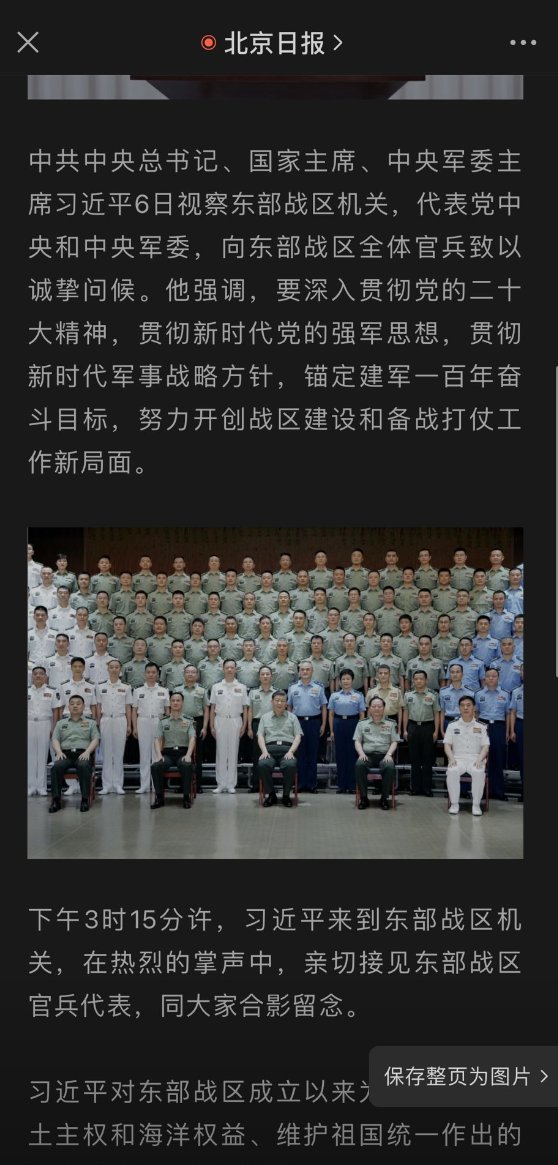 北京日报
中共中央总书记、国家主席、中央军委主
席习近平6日视察东部战区机关，代表党中
央和中央军委，向东部战区全体官兵致以
诚挚问候。他强调，要深入贯彻党的二十
大精神，贯彻新时代党的强军思想，贯彻
新时代军事战略方针，锚定建军一百年奋
斗目标，努力开创战区建设和备战打仗工
作新局面。
下午3时15分许，习近平来到东部战区机
关，在热烈的掌声中，亲切接见东部战区
官兵代表，同大家合影留念。
保存整页为图片
习近平对东部战区成立以来
土主权和海洋权益、维护祖国统一作出的